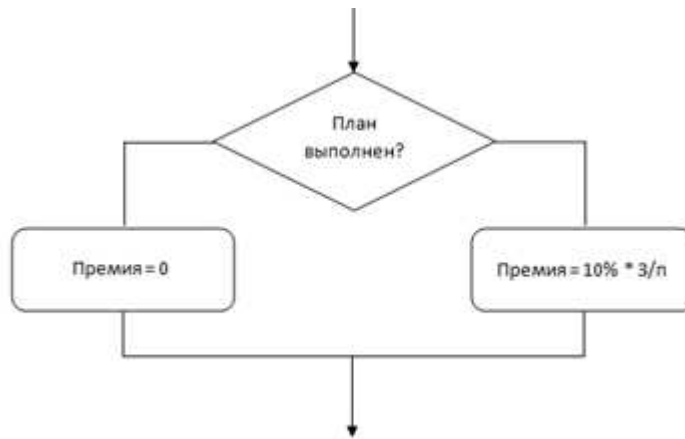 План
выполнен?
Премия = 0
Премия = 10% * З/п